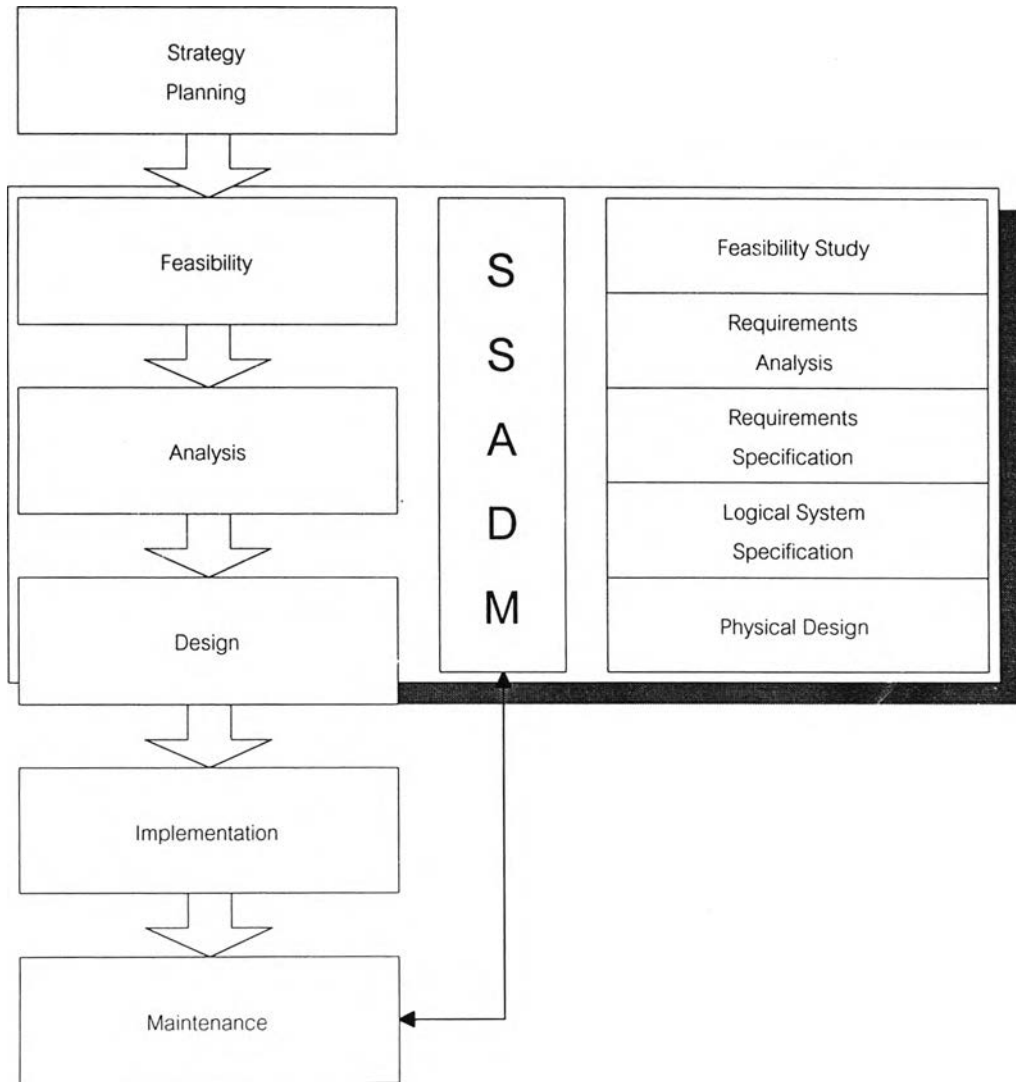 Strategy
Planning
Feasibility
Analysis
Design
Implementation
Maintenance
S
S
A
D
M
Feasibility Study
Requirements
Analysis
Requirements
Specification
Logical System
Specification
Physical Design